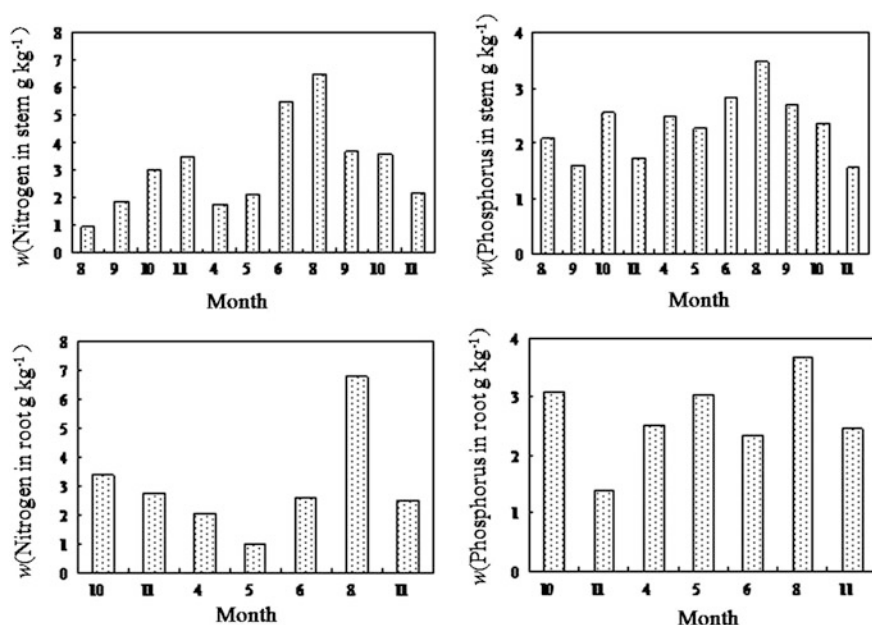 w(Nitrogen in stem g kg-1)
8
7
6
5
4
3
2
1
0
8 9 10 11 4 5 6 8 9 10 11
Month
w(Phosphorus in stem g kg-1)
4
3
2
1
0
8 9 10 11 4 5 6 8 9 10 11
Month
w(Nitrogen in root g kg-1)
8
7
6
5
4
3
2
1
0
10 11 4 5 6 8 11
Month
w(Phosphorus in root g kg-1)
4
3
2
1
0
10 11 4 5 6 8 11
Month